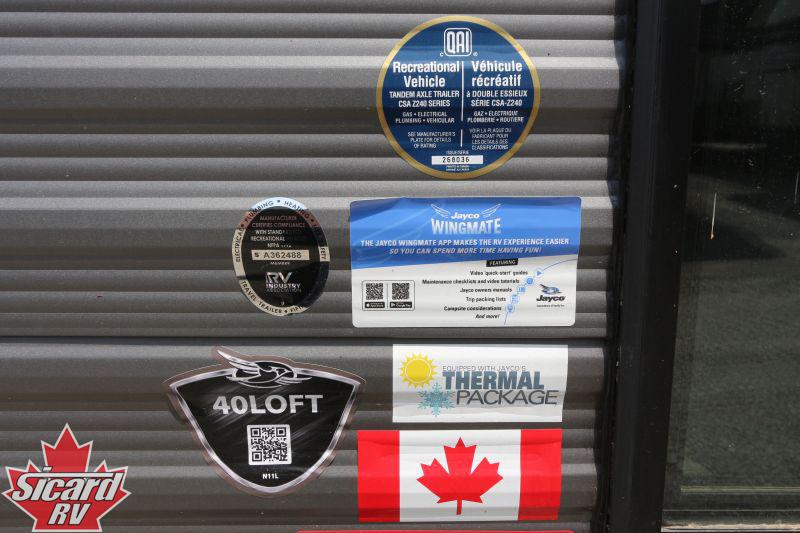 QAI
C ®
Recreational
Vehicle
TANDEM AXLE TRAILER
CSA Z240 SERIES
GAS • ELECTRICAL
PLUMBING • VEHICULAR
SEE MANUFACTURER'S
PLATE FOR DETAILS
OF RATING
Véhicule
récréatif
à DOUBLE ESSIEUX
SÉRIE CSA-Z240
GAZ • ELECTRIQUE
PLOMBERIE • ROUTIERE
VOIR LA PLAQUE DU
FABRICANT POUR
LES DETAILS DES
CLASSIFICATIONS
268036
ELECTRICAL • PLUMBING • HEATING
MANUFACTURER
CERTIFIES COMPLIANCE
WITH
RECREATIONAL
NFPA
S A362488
MEMBER
RV
INDUSTRY
ASSOCIATION
9
TRAVEL TRAILER •
Jayco
WINGMATE
THE JAYCO WINGMATE APP MAKES THE RV EXPERIENCE EASIER
SO YOU CAN SPEND MORE TIME HAVING FUN!
FEATURING
Video 'quick-start' guides
Maintenance checklists and video tutorials
Jayco owners manuals
Trip packing lists
Campsite considerations
And more!
Jayco
EQUIPPED WITH JAYCO'S
THERMAL
PACKAGE
40LOFT
N11L
Sicard
RV